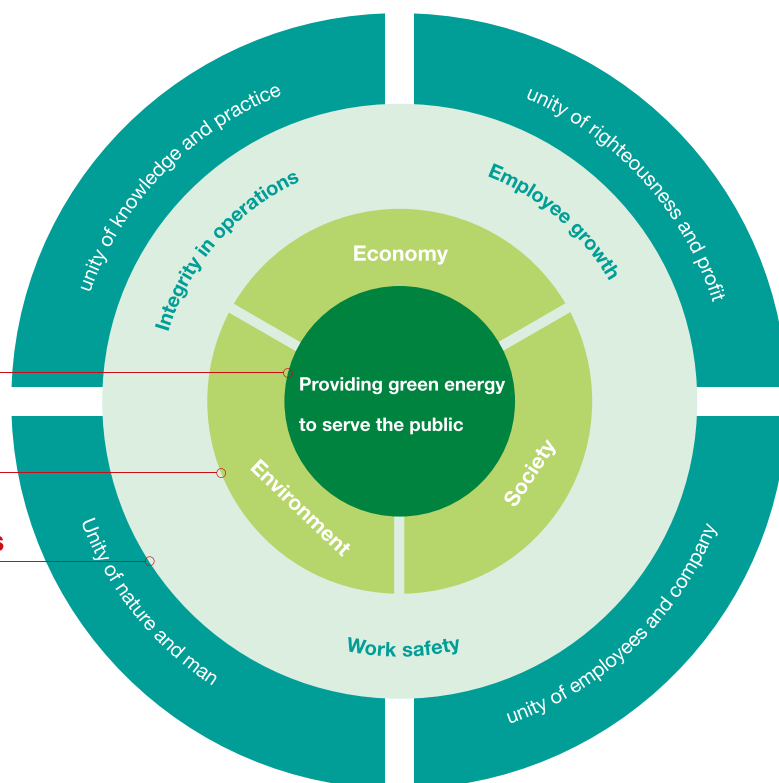 unity of knowledge and practice
unity of righteousness and profit
Integrity in operations
Employee growth
Economy
Providing green energy
to serve the public
Environment
Society
s
Unity of nature and man
unity of employees and company
Work safety